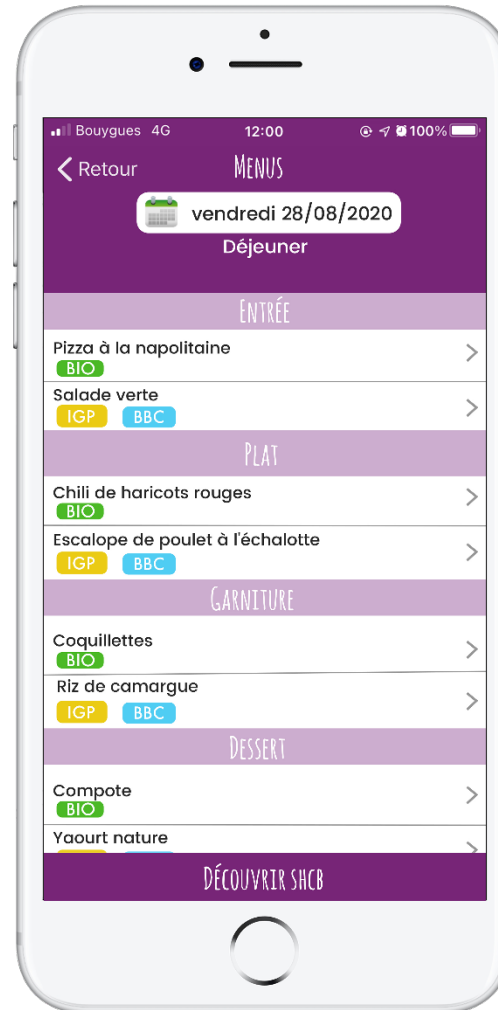 Bouygues 4G 12:00 100%
Retour MENUS
vendredi 28/08/2020
Déjeuner
ENTRÉE
Pizza à la napolitaine
BIO
Salade verte
IGP BBC
PLAT
Chili de haricots rouges
BIO
Escalope de poulet à l'échalotte
IGP BBC
GARNITURE
Coquillettes
BIO
Riz de camargue
IGP BBC
DESSERT
Compote
BIO
Yaourt nature
DÉCOUVRIR SHCB